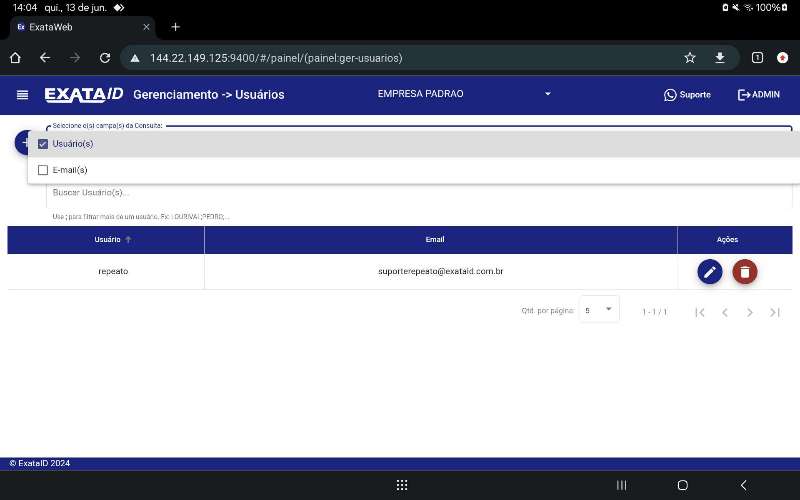 14:04 qui., 13 de jun.
100%
Ex ExataWeb
144.22.149.125:9400/#/painel/(painel:ger-usuarios)
1
EXATAID
Gerenciamento -> Usuários
EMPRESA PADRAO
Suporte
ADMIN
Selecione o(s) campo(s) da Consulta:
Usuário(s)
E-mail(s)
Buscar Usuário(s)...
Use ; para filtrar mais de um usuário. Ex: LOURIVAL;PEDRO;...
Usuário
Email
Ações
repeato
suporterepeato@exataid.com.br
Qtd. por página:
5
1 - 1 / 1
© ExataID 2024